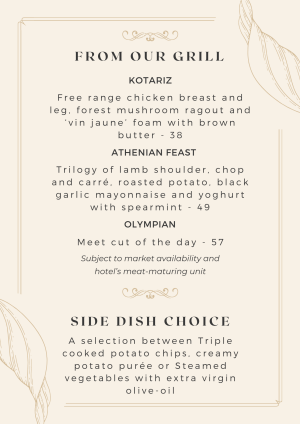 FROM OUR GRILL
KOTARIZ
Free range chicken breast and
leg, forest mushroom ragout and
'vin jaune' foam with brown
butter - 38
ATHENIAN FEAST
Trilogy of lamb shoulder, chop
and carré, roasted potato, black
garlic mayonnaise and yoghurt
with spearmint - 49
OLYMPIAN
Meet cut of the day - 57
Subject to market availability and
hotel's meat-maturing unit
SIDE DISH CHOICE
A selection between Triple
cooked potato chips, creamy
potato purée or Steamed
vegetables with extra virgin
olive-oil